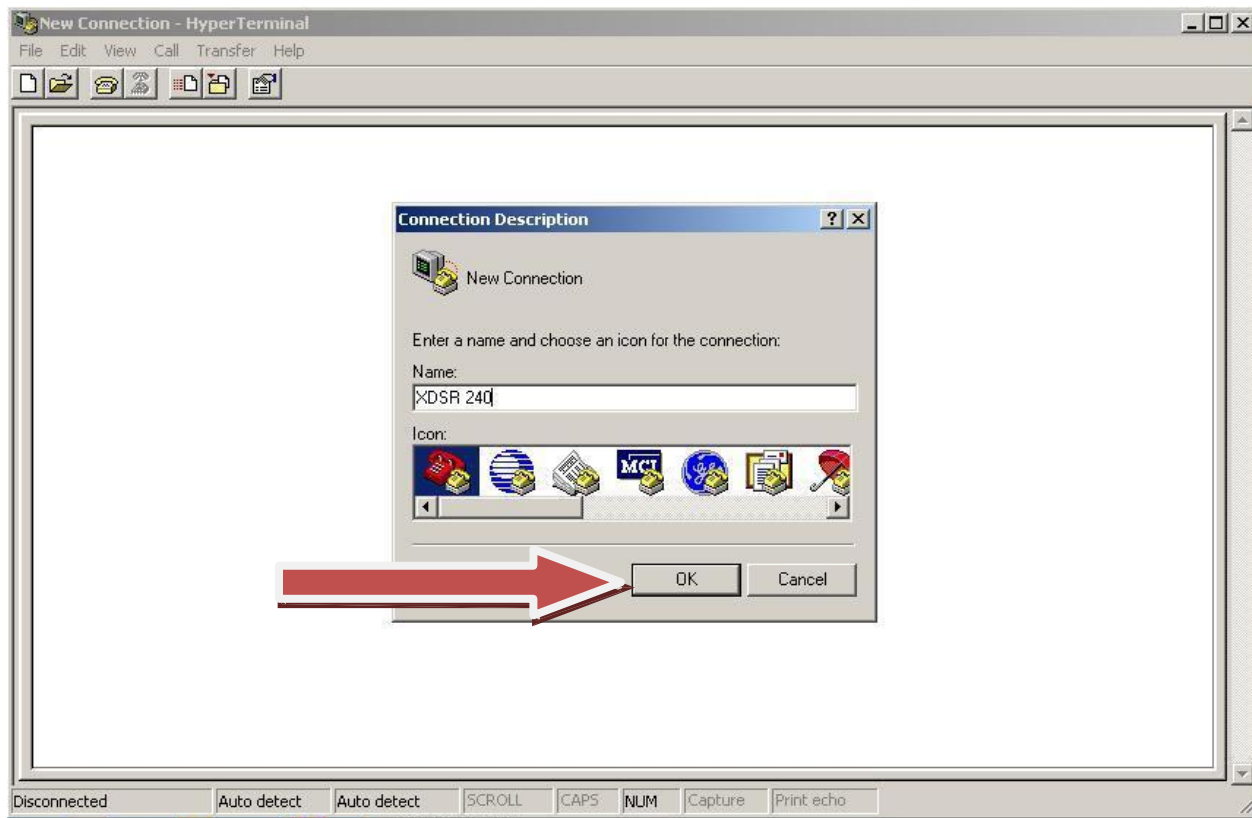 New Connection - HyperTerminal
File Edit View Call Transfer Help
Connection Description
New Connection
Enter a name and choose an icon for the connection:
Name:
XDSR 240
Icon:
MCI
OK Cancel
Disconnected Auto detect Auto detect SCROLL CAPS NUM Capture Print echo